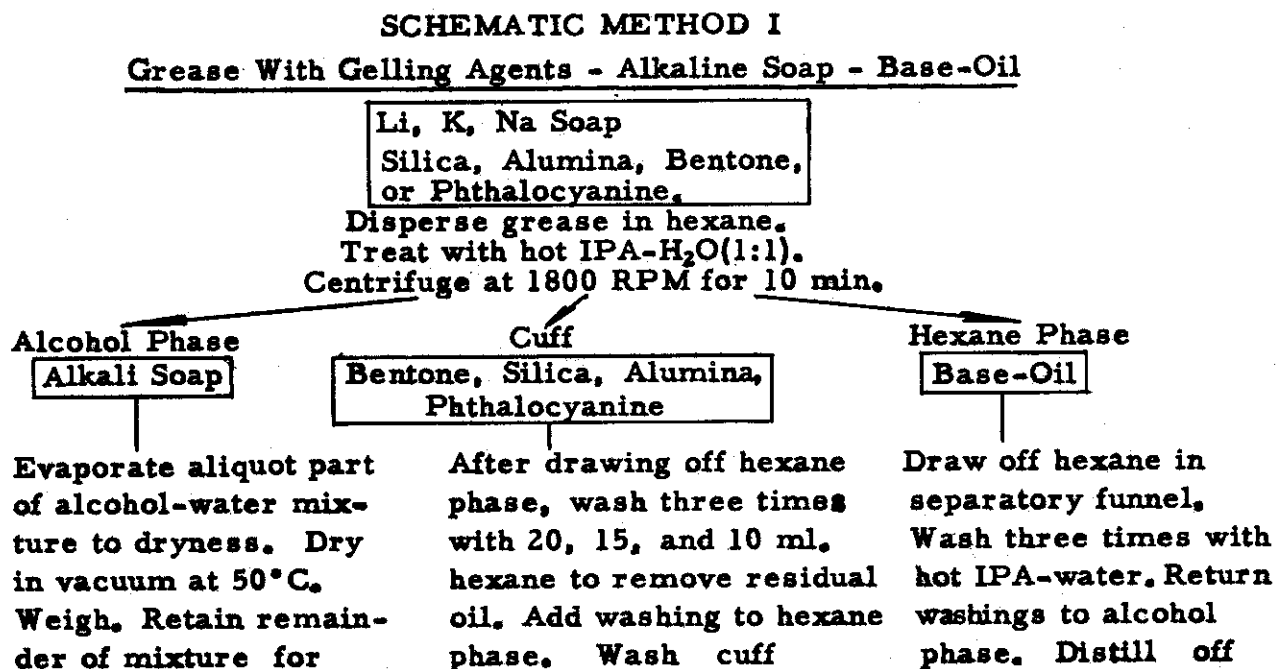 SCHEMATIC METHOD I
Grease With Gelling Agents - Alkaline Soap - Base-Oil
Li, K, Na Soap
Silica, Alumina, Bentone,
or Phthalocyanine.
Disperse grease in hexane.
Treat with hot IPA-H₂O(1:1).
Centrifuge at 1800 RPM for 10 min.
Alcohol Phase
Alkali Soap
Evaporate aliquot part
of alcohol-water mix-
ture to dryness. Dry
in vacuum at 50°C.
Weigh. Retain remain-
der of mixture for
Cuff
Bentone, Silica, Alumina,
Phthalocyanine
After drawing off hexane
phase, wash three times
with 20, 15, and 10 ml.
hexane to remove residual
oil. Add washing to hexane
phase. Wash cuff
Hexane Phase
Base-Oil
Draw off hexane in
separatory funnel.
Wash three times with
hot IPA-water. Return
washings to alcohol
phase. Distill off